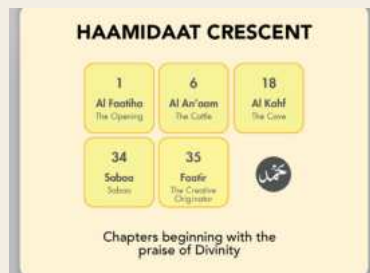 HAAMIDAAT CRESCENT
1
Al Faatiha
The Opening
6
Al An'aam
The Cattle
18
Al Kahf
The Cave
34
Sabaa
Sabaa
35
Faatir
The Creative
Originator
حمد
Chapters beginning with the
praise of Divinity